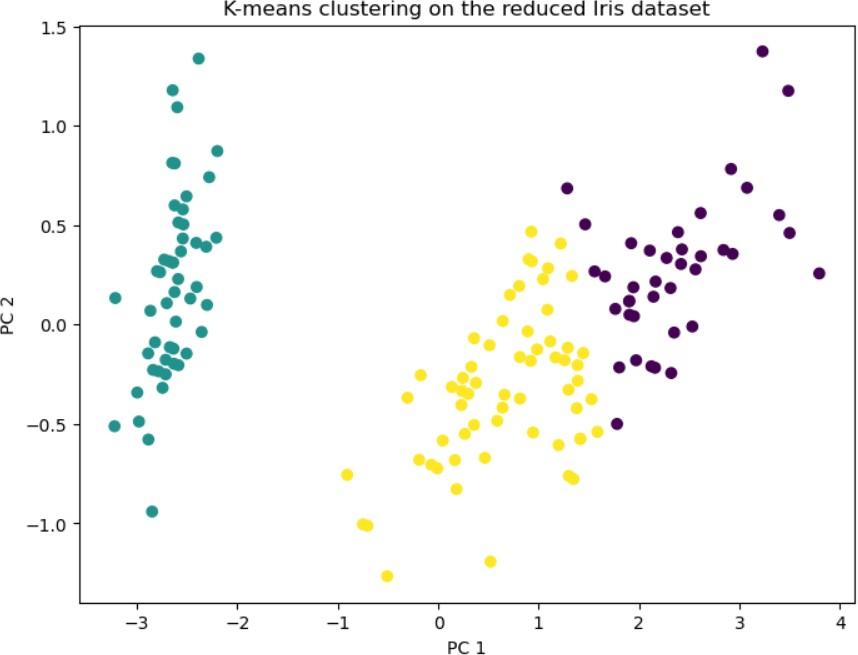 K-means clustering on the reduced Iris dataset
1.5
1.0
0.5
0.0
−0.5
−1.0
PC 2
−3 −2 −1 0 1 2 3 4
PC 1